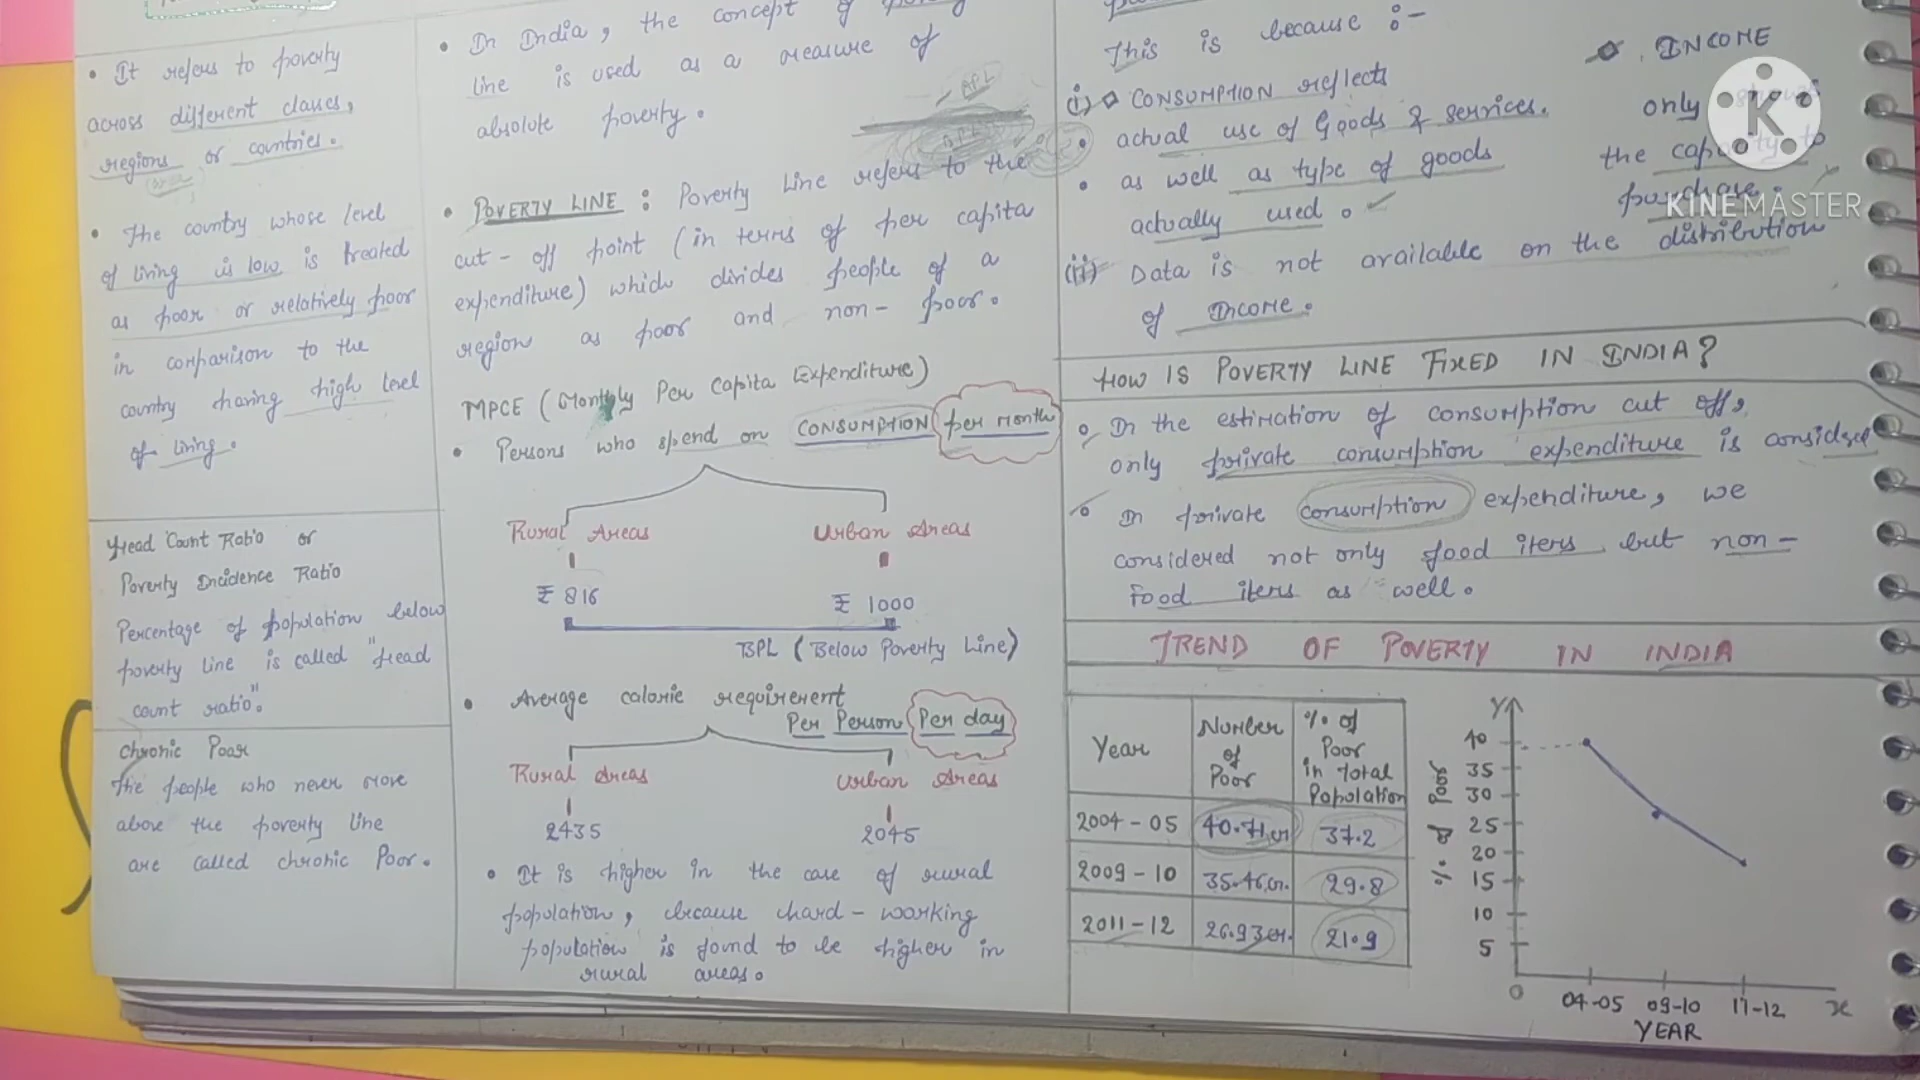 • It refers to poverty
across different classes,
regions or countries.
(area)
• The country whose level
of living is low is treated
as poor or relatively poor
in comparison to the
country having high level
of living.
Head Count Ratio or
Poverty Incidence Ratio
Percentage of population below
poverty line is called "Head
count ratio".
Chronic Poor
The people who never move
above the poverty line
are called chronic Poor.
• In India, the concept of
line is used as a measure of
absolute poverty.
APL
BPL
• POVERTY LINE : Poverty Line refers to the
cut-off point (in terms of per capita
expenditure) which divides people of a
region as poor and non-poor.
MPCE (Monthly Per Capita Expenditure)
• Persons who spend on CONSUMPTION per month
Rural Areas Urban Areas
₹ 816 ₹ 1000
BPL (Below Poverty Line)
• Average calorie requirement
Per Person Per day
Rural Areas Urban Areas
2435 2045
• It is higher in the case of rural
population, because hard-working
population is found to be higher in
rural areas.
This is because :-
(i) CONSUMPTION reflects
• actual use of Goods & services.
• as well as type of goods
actually used.
INCOME
only
the capacity to
purchase.
(ii) Data is not available on the distribution
of Income.
K
KINEMASTER
HOW IS POVERTY LINE FIXED IN INDIA?
In the estimation of consumption cut off,
only private consumption expenditure is considered
In private consumption expenditure, we
considered not only food items but non-
food items as well.
TREND OF POVERTY IN INDIA
Year Number of Poor % of Poor in total Population
2004-05 40.71 cr. 37.2
2009-10 35.46 cr. 29.8
2011-12 26.93 cr. 21.9
Y
% of Poor
40
35
30
25
20
15
10
5
0 04-05 09-10 11-12 x
YEAR